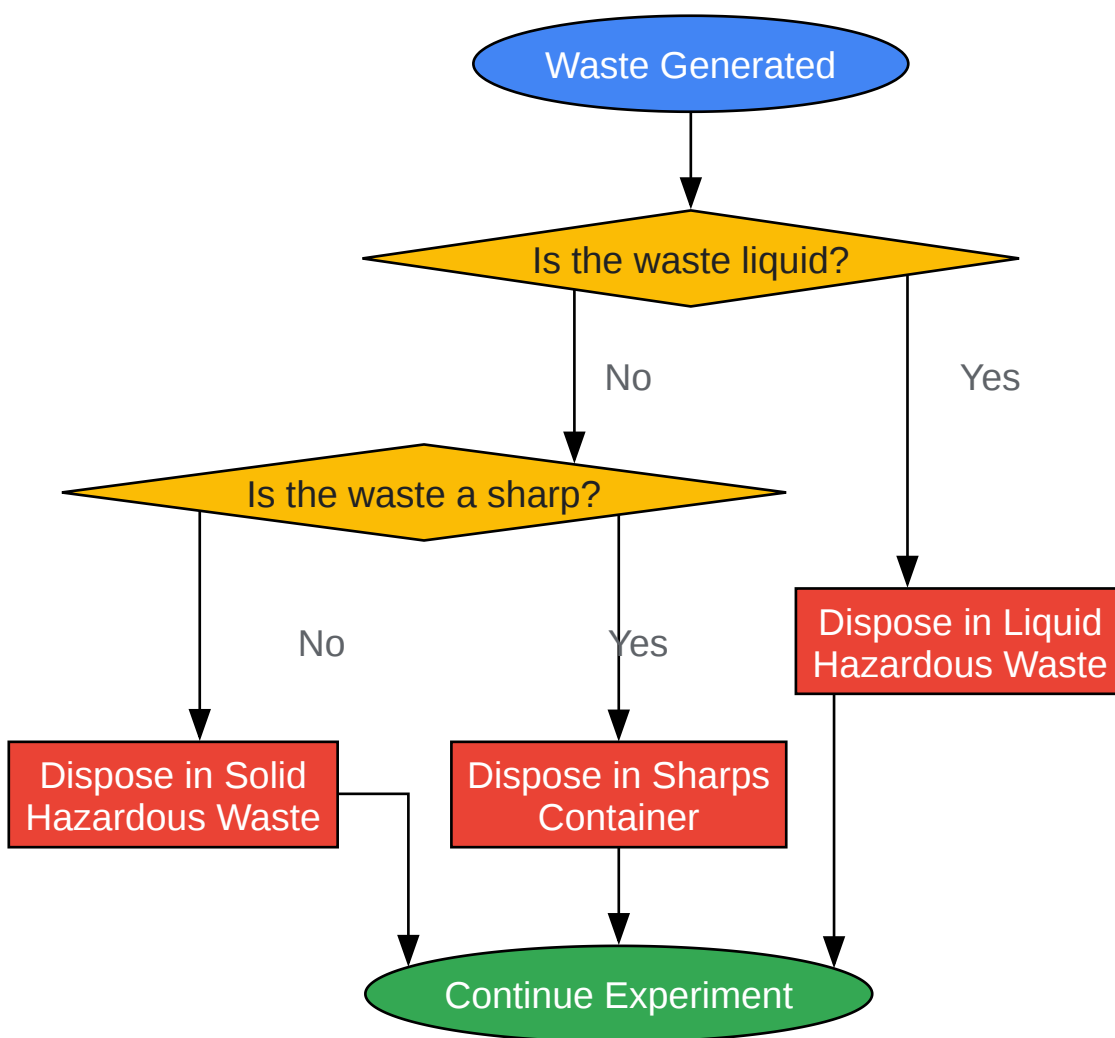 Waste Generated
Is the waste liquid?
No
Yes
Is the waste a sharp?
No
Yes
Dispose in Liquid
Hazardous Waste
Dispose in Solid
Hazardous Waste
Dispose in Sharps
Container
Continue Experiment